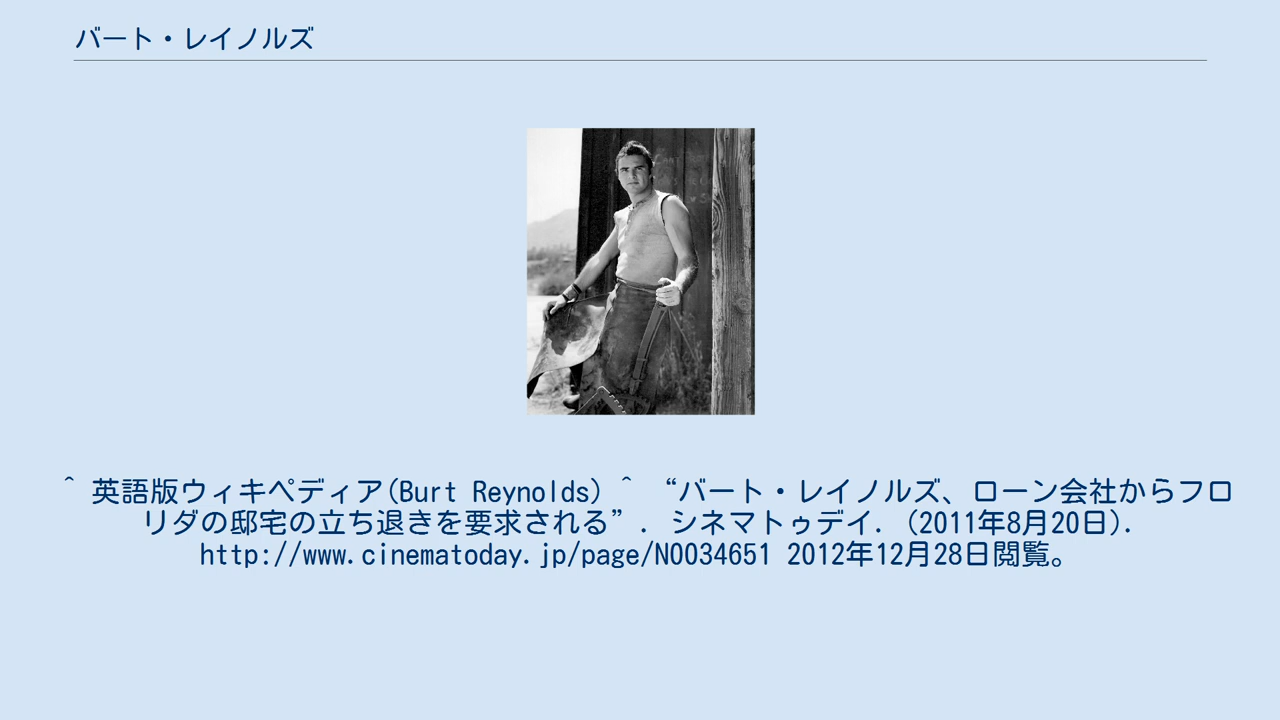 バート・レイノルズ
^ 英語版ウィキペディア(Burt Reynolds) ^ “バート・レイノルズ、ローン会社からフロ
リダの邸宅の立ち退きを要求される”. シネマトゥデイ. (2011年8月20日).
http://www.cinematoday.jp/page/N0034651 2012年12月28日閲覧。